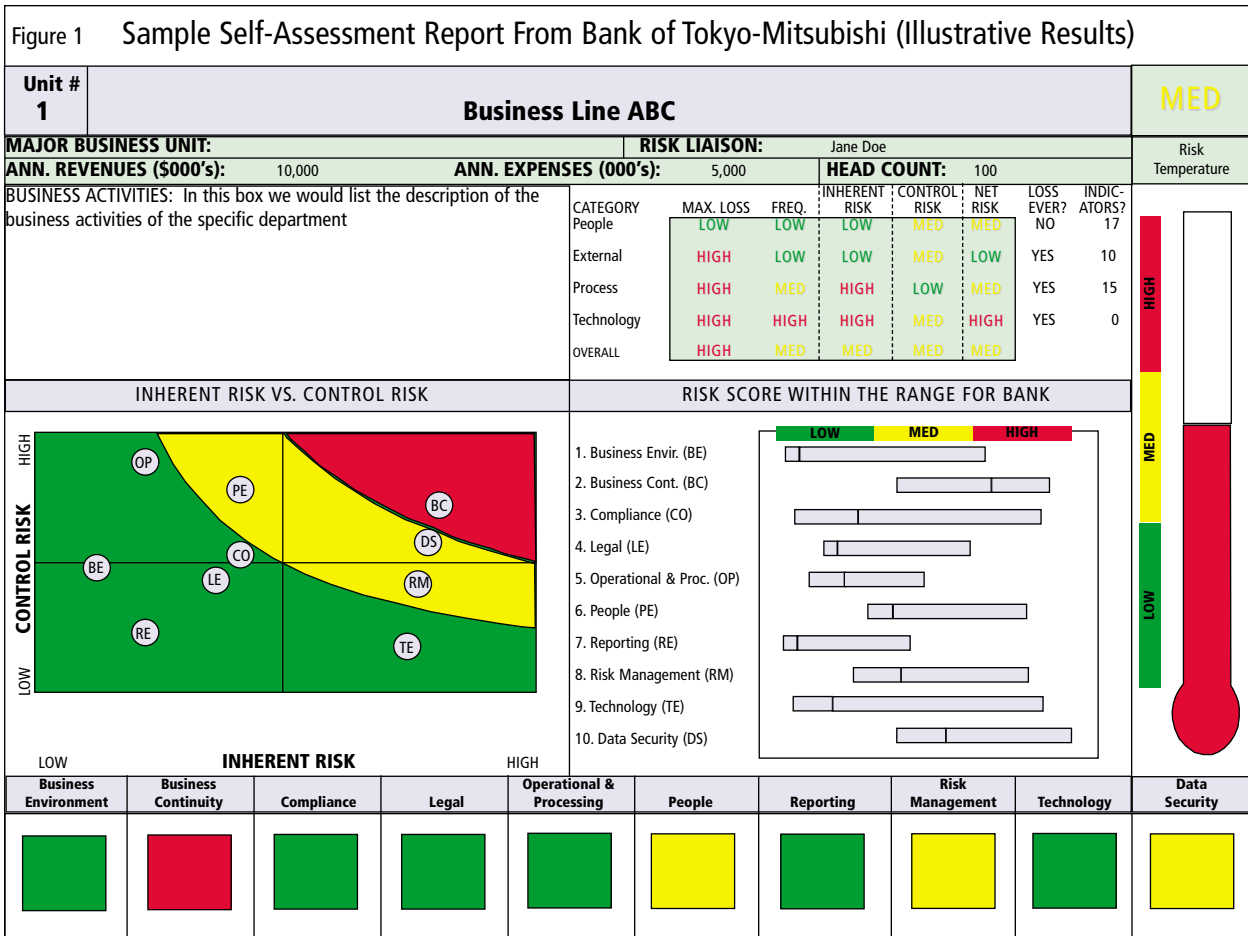 Figure 1 Sample Self-Assessment Report From Bank of Tokyo-Mitsubishi (Illustrative Results)
Unit #
1
Business Line ABC
MED
MAJOR BUSINESS UNIT: RISK LIAISON: Jane Doe
ANN. REVENUES ($000's): 10,000 ANN. EXPENSES (000's): 5,000 HEAD COUNT: 100
Risk
Temperature
BUSINESS ACTIVITIES: In this box we would list the description of the
business activities of the specific department
CATEGORY MAX. LOSS FREQ. INHERENT RISK CONTROL RISK NET RISK LOSS EVER? INDIC-ATORS?
People LOW LOW LOW MED MED NO 17
External HIGH LOW LOW MED LOW YES 10
Process HIGH MED HIGH LOW MED YES 15
Technology HIGH HIGH HIGH MED HIGH YES 0
OVERALL HIGH MED MED MED MED
HIGH
MED
LOW
INHERENT RISK VS. CONTROL RISK
HIGH
CONTROL RISK
LOW
OP
PE
BC
DS
CO
BE
LE
RM
RE
TE
LOW INHERENT RISK HIGH
RISK SCORE WITHIN THE RANGE FOR BANK
LOW MED HIGH
1. Business Envir. (BE)
2. Business Cont. (BC)
3. Compliance (CO)
4. Legal (LE)
5. Operational & Proc. (OP)
6. People (PE)
7. Reporting (RE)
8. Risk Management (RM)
9. Technology (TE)
10. Data Security (DS)
Business
Environment
Business
Continuity
Compliance
Legal
Operational &
Processing
People
Reporting
Risk
Management
Technology
Data
Security